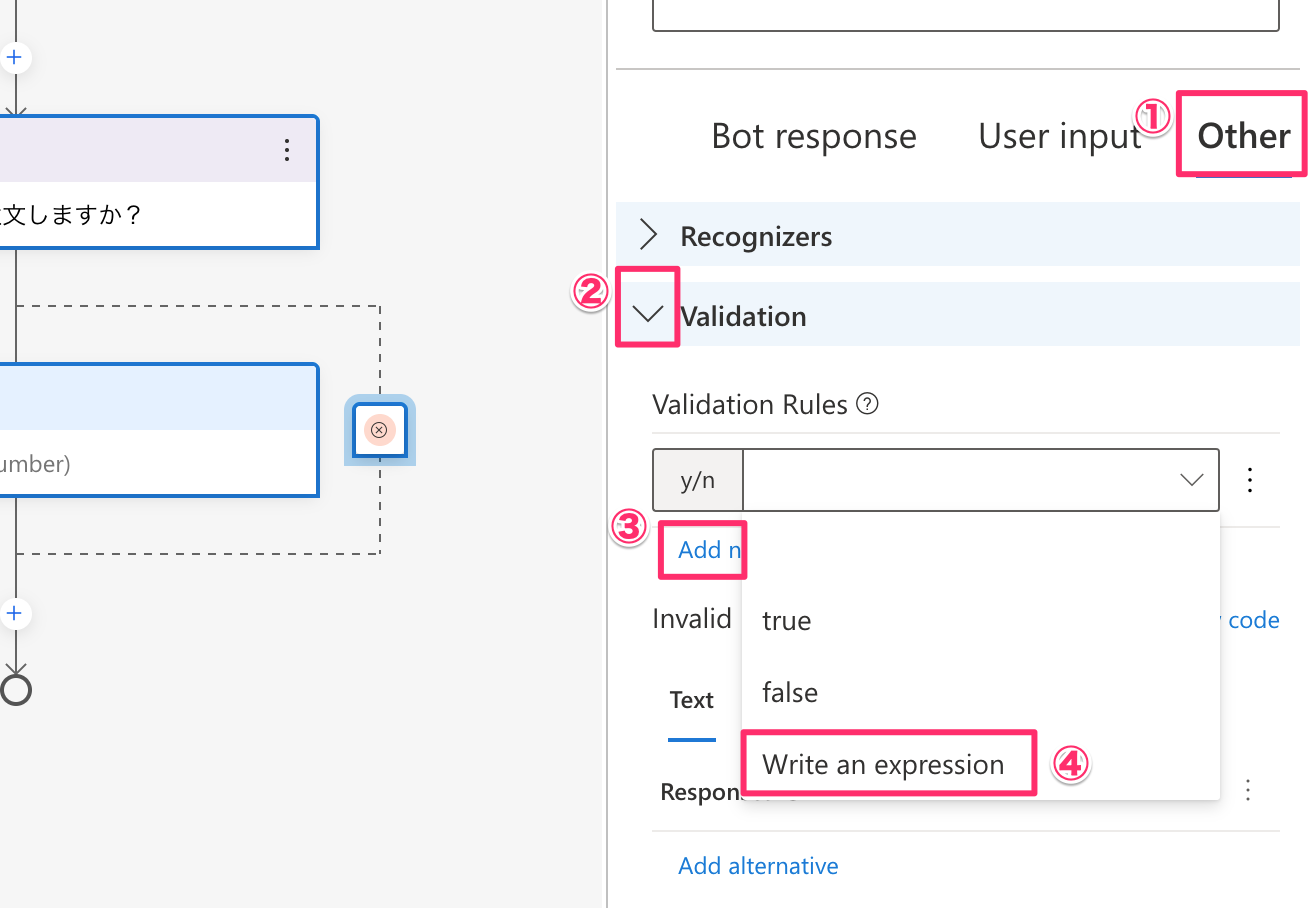 文しますか？
umber)
Bot response
User input
①
Other
Recognizers
②
Validation
Validation Rules
y/n
③
Add n
Invalid
true
code
false
Text
Write an expression
④
Respon
Add alternative